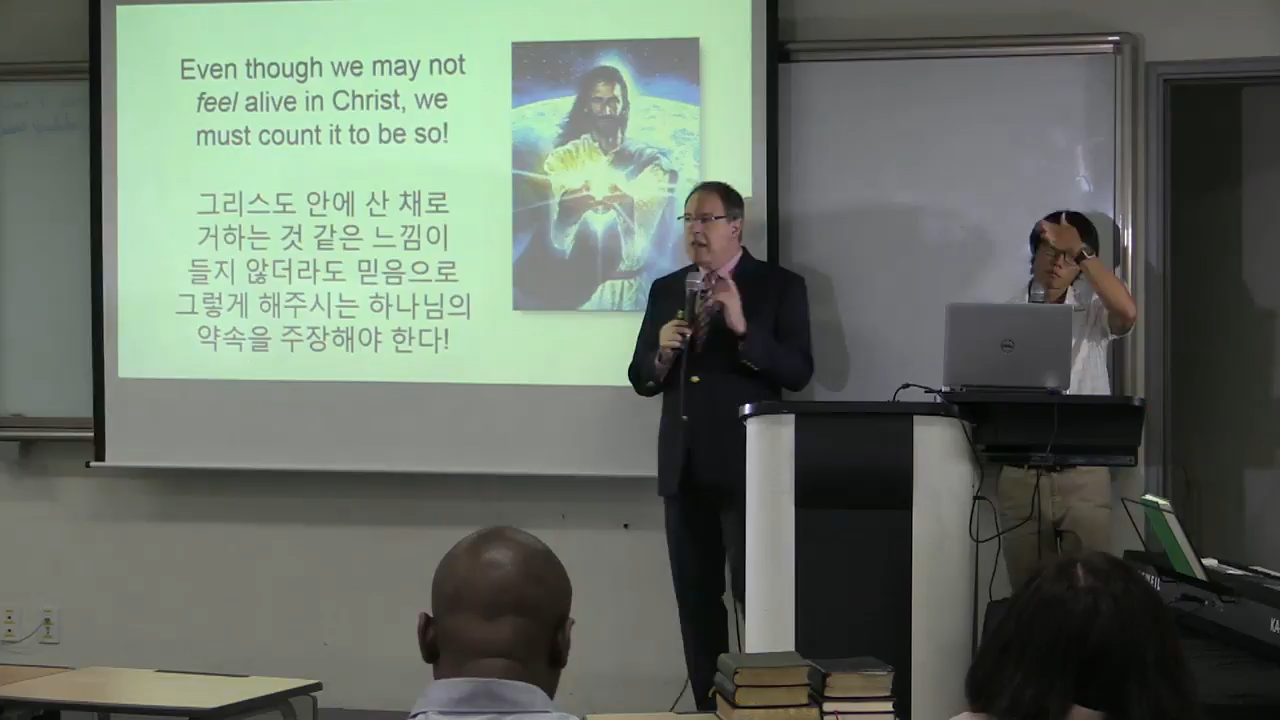 Even though we may not
feel alive in Christ, we
must count it to be so!
그리스도 안에 산 채로
거하는 것 같은 느낌이
들지 않더라도 믿음으로
그렇게 해주시는 하나님의
약속을 주장해야 한다!
DELL